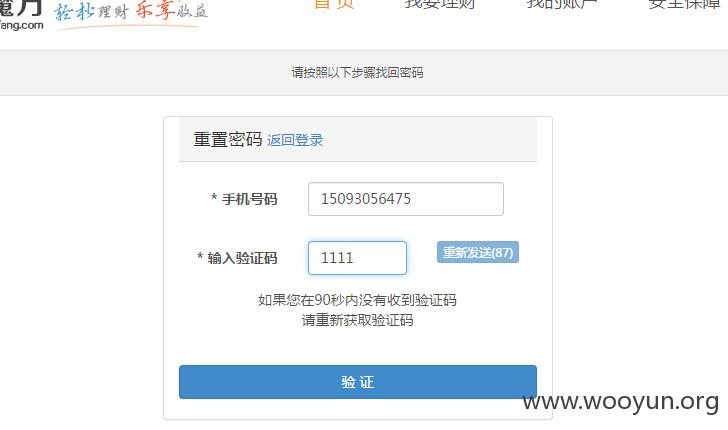 魔方 轻秒理财 乐享收益
fang.com
首 页 我要理财 我的账户 安全保障
请按照以下步骤找回密码
重置密码 返回登录
* 手机号码 15093056475
* 输入验证码 1111 重新发送(87)
如果您在90秒内没有收到验证码
请重新获取验证码
验 证
www.wooyun.org